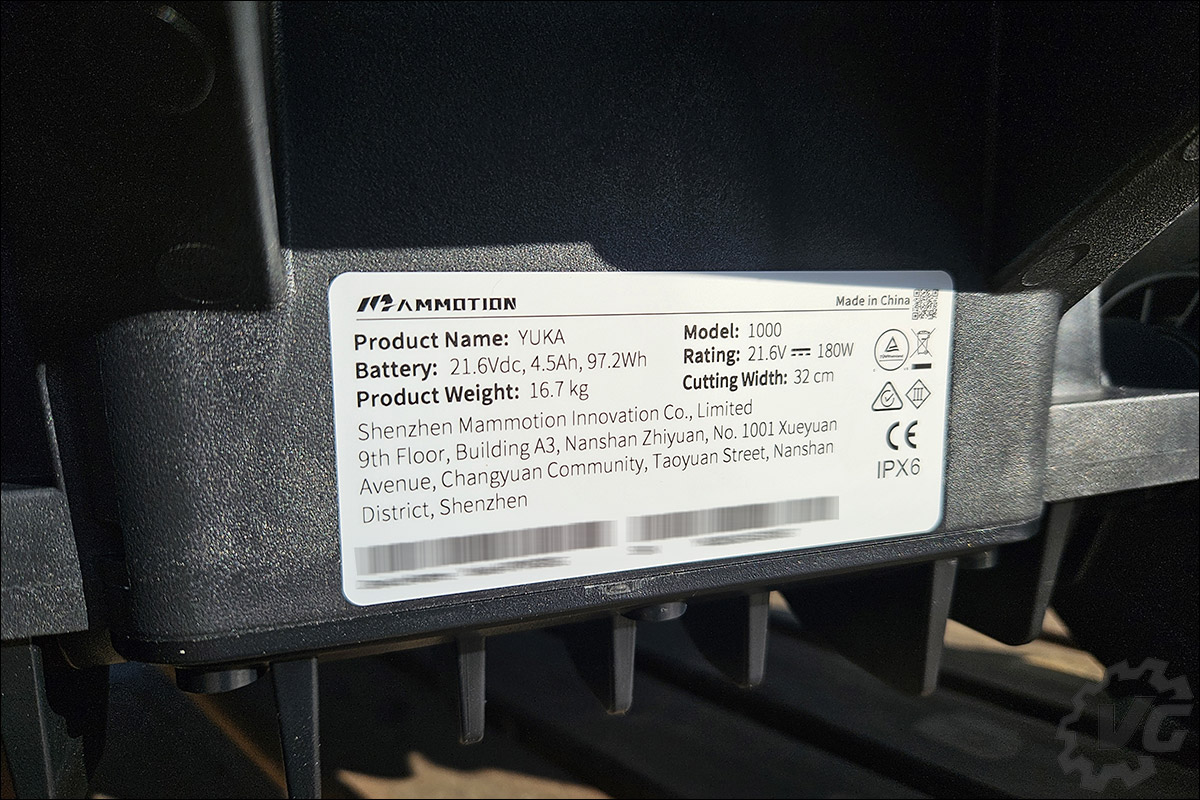 MAMMOTION
Made in China
Product Name: YUKA
Model: 1000
Battery: 21.6Vdc, 4.5Ah, 97.2Wh
Rating: 21.6V ⎓ 180W
Product Weight: 16.7 kg
Cutting Width: 32 cm
Shenzhen Mammotion Innovation Co., Limited
9th Floor, Building A3, Nanshan Zhiyuan, No. 1001 Xueyuan
Avenue, Changyuan Community, Taoyuan Street, Nanshan
District, Shenzhen
III
CE
IPX6
VG